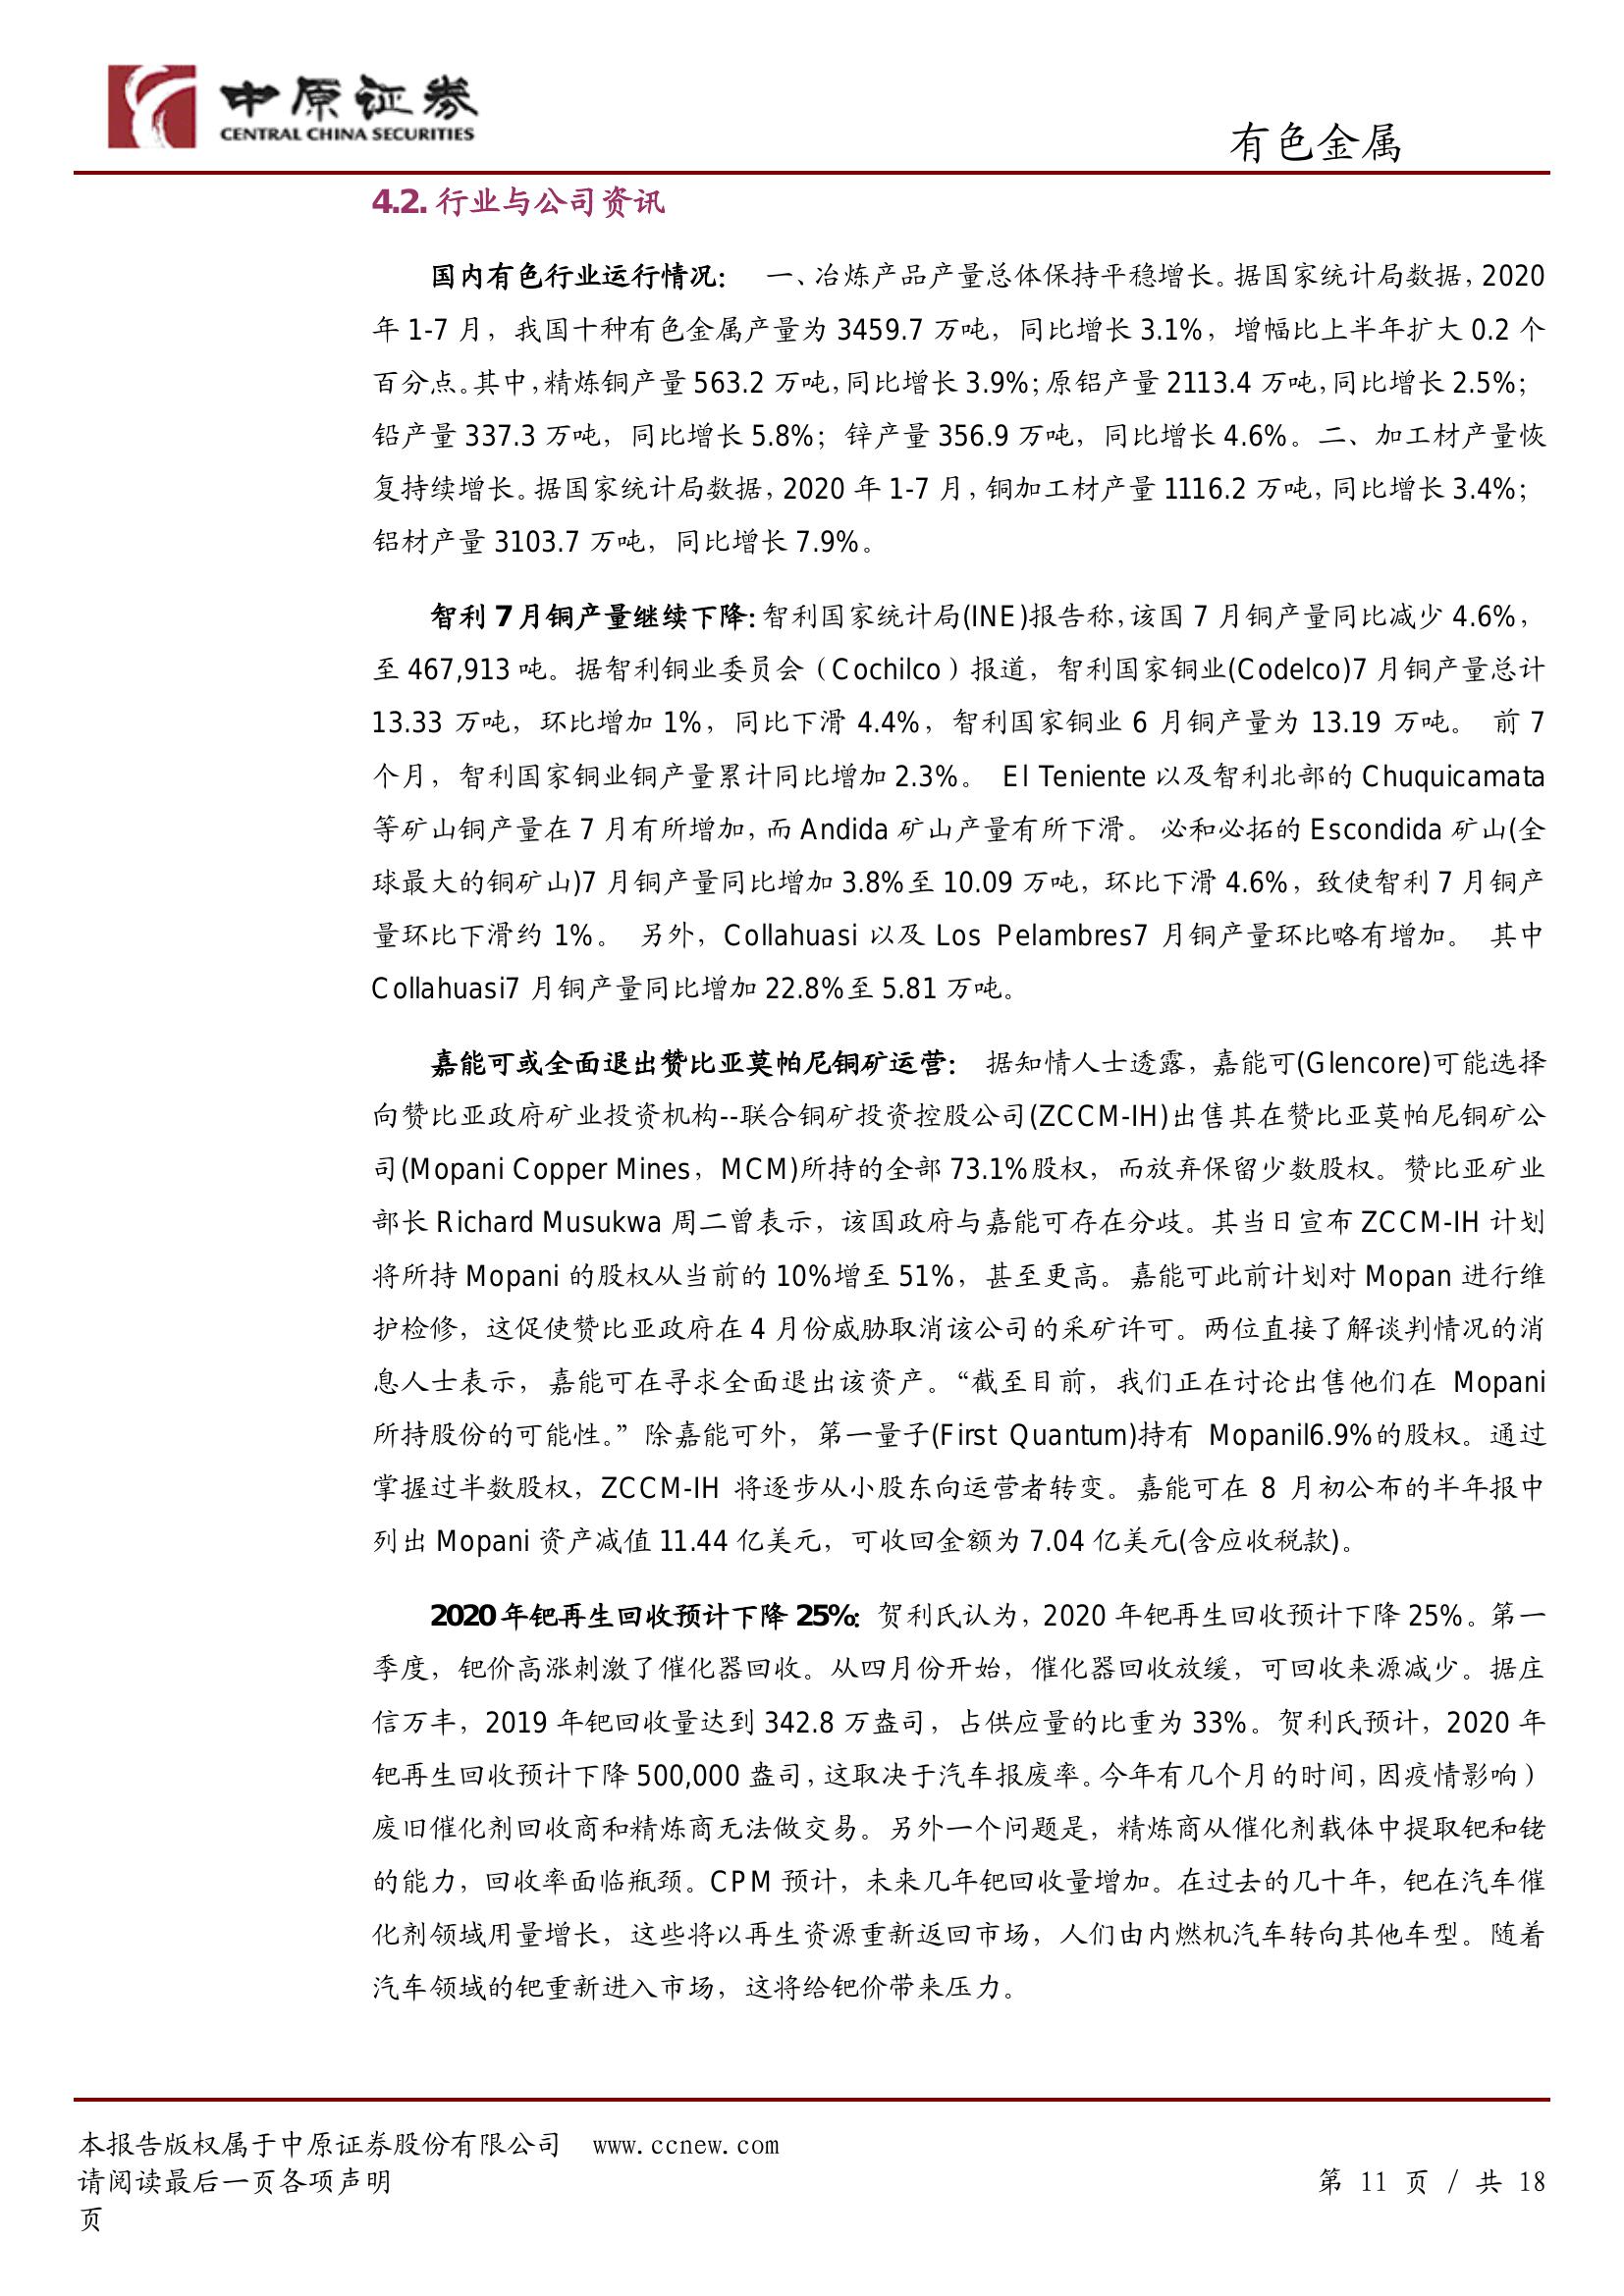 中原证券
CENTRAL CHINA SECURITIES
有色金属
4.2. 行业与公司资讯
国内有色行业运行情况： 一、冶炼产品产量总体保持平稳增长。据国家统计局数据，2020
年 1-7 月，我国十种有色金属产量为 3459.7 万吨，同比增长 3.1%，增幅比上半年扩大 0.2 个
百分点。其中，精炼铜产量 563.2 万吨，同比增长 3.9%；原铝产量 2113.4 万吨，同比增长 2.5%；
铅产量 337.3 万吨，同比增长 5.8%；锌产量 356.9 万吨，同比增长 4.6%。二、加工材产量恢
复持续增长。据国家统计局数据，2020 年 1-7 月，铜加工材产量 1116.2 万吨，同比增长 3.4%；
铝材产量 3103.7 万吨，同比增长 7.9%。
智利 7 月铜产量继续下降：智利国家统计局(INE)报告称，该国 7 月铜产量同比减少 4.6%，
至 467,913 吨。据智利铜业委员会（Cochilco）报道，智利国家铜业(Codelco)7 月铜产量总计
13.33 万吨，环比增加 1%，同比下滑 4.4%，智利国家铜业 6 月铜产量为 13.19 万吨。 前 7
个月，智利国家铜业铜产量累计同比增加 2.3%。 El Teniente 以及智利北部的 Chuquicamata
等矿山铜产量在 7 月有所增加，而 Andida 矿山产量有所下滑。 必和必拓的 Escondida 矿山(全
球最大的铜矿山)7 月铜产量同比增加 3.8%至 10.09 万吨，环比下滑 4.6%，致使智利 7 月铜产
量环比下滑约 1%。 另外，Collahuasi 以及 Los Pelambres7 月铜产量环比略有增加。 其中
Collahuasi7 月铜产量同比增加 22.8%至 5.81 万吨。
嘉能可或全面退出赞比亚莫帕尼铜矿运营： 据知情人士透露，嘉能可(Glencore)可能选择
向赞比亚政府矿业投资机构--联合铜矿投资控股公司(ZCCM-IH)出售其在赞比亚莫帕尼铜矿公
司(Mopani Copper Mines，MCM)所持的全部 73.1%股权，而放弃保留少数股权。赞比亚矿业
部长 Richard Musukwa 周二曾表示，该国政府与嘉能可存在分歧。其当日宣布 ZCCM-IH 计划
将所持 Mopani 的股权从当前的 10%增至 51%，甚至更高。嘉能可此前计划对 Mopan 进行维
护检修，这促使赞比亚政府在 4 月份威胁取消该公司的采矿许可。两位直接了解谈判情况的消
息人士表示，嘉能可在寻求全面退出该资产。“截至目前，我们正在讨论出售他们在 Mopani
所持股份的可能性。” 除嘉能可外，第一量子(First Quantum)持有 Mopanil6.9%的股权。通过
掌握过半数股权，ZCCM-IH 将逐步从小股东向运营者转变。嘉能可在 8 月初公布的半年报中
列出 Mopani 资产减值 11.44 亿美元，可收回金额为 7.04 亿美元(含应收税款)。
2020 年钯再生回收预计下降 25%：贺利氏认为，2020 年钯再生回收预计下降 25%。第一
季度，钯价高涨刺激了催化器回收。从四月份开始，催化器回收放缓，可回收来源减少。据庄
信万丰，2019 年钯回收量达到 342.8 万盎司，占供应量的比重为 33%。贺利氏预计，2020 年
钯再生回收预计下降 500,000 盎司，这取决于汽车报废率。今年有几个月的时间，因疫情影响）
废旧催化剂回收商和精炼商无法做交易。另外一个问题是，精炼商从催化剂载体中提取钯和铑
的能力，回收率面临瓶颈。CPM 预计，未来几年钯回收量增加。在过去的几十年，钯在汽车催
化剂领域用量增长，这些将以再生资源重新返回市场，人们由内燃机汽车转向其他车型。随着
汽车领域的钯重新进入市场，这将给钯价带来压力。
本报告版权属于中原证券股份有限公司 www.ccnew.com
请阅读最后一页各项声明 第 11 页 / 共 18
页